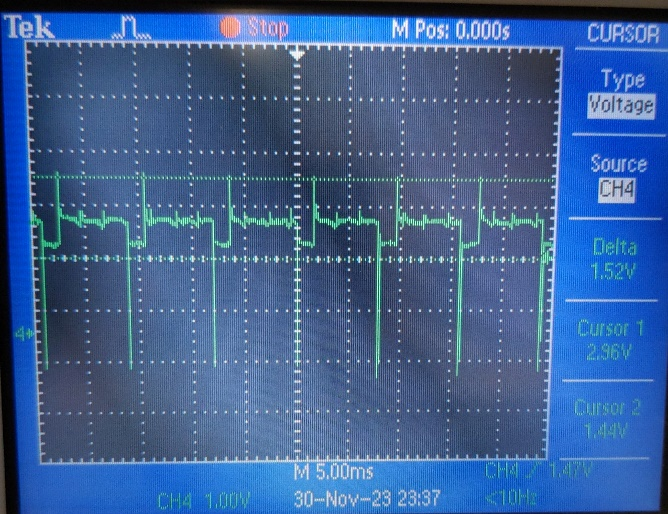 Tek Stop M Pos: 0.000s CURSOR
Type
Voltage
Source
CH4
Delta
1.52V
Cursor 1
2.96V
Cursor 2
1.44V
4
M 5.00ms CH4 / 1.47V
CH4 1.00V 30-Nov-23 23:37 <10Hz